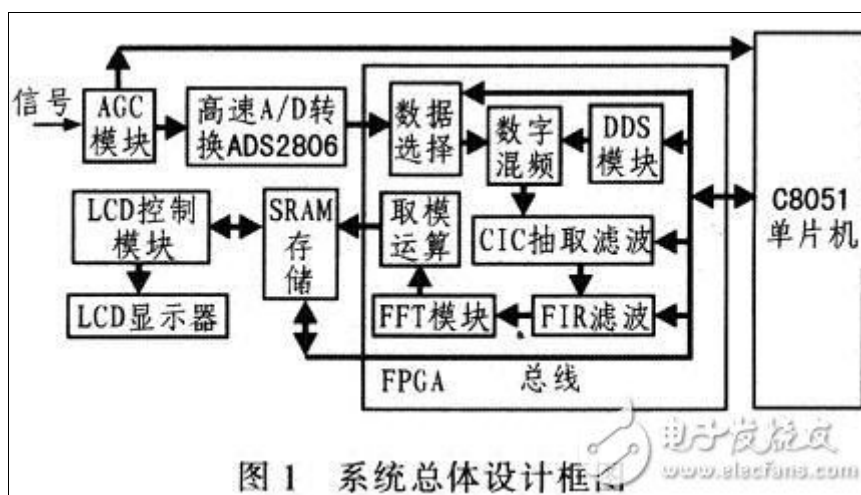 信号
AGC
模块
高速A/D转
换ADS2806
数据
选择
数字
混频
DDS
模块
C8051
单片机
LCD控制
模块
SRAM
存
储
取模
运算
CIC抽取滤波
LCD显示器
FFT模块
FIR滤波
FPGA
总线
图1 系统总体设计框图
电子发烧友
www.elecfans.com